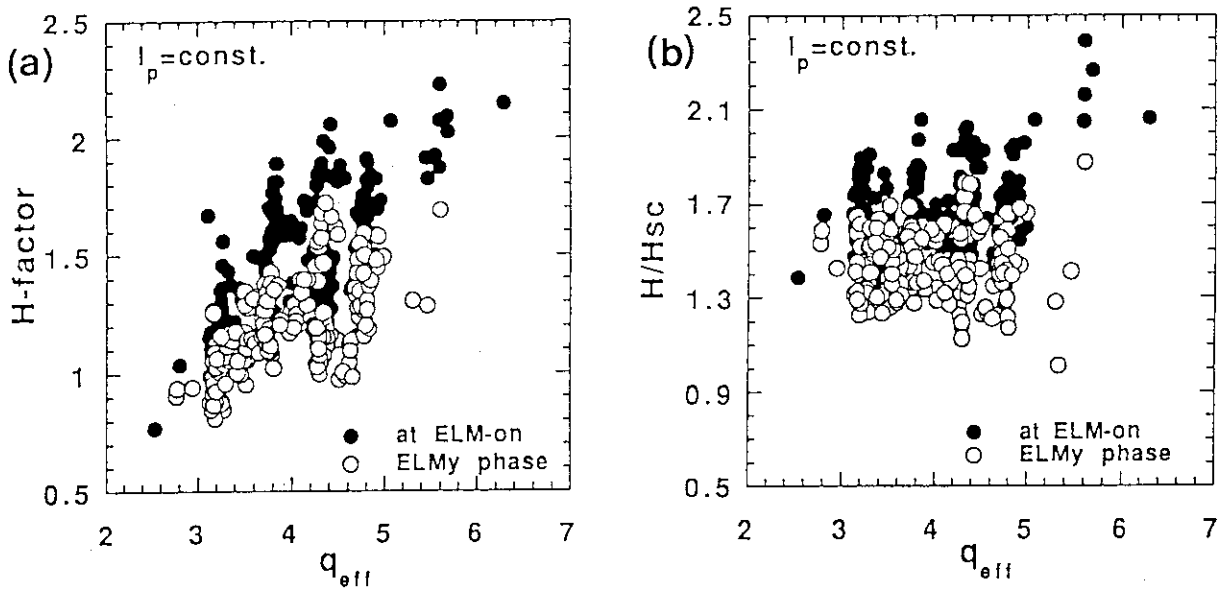 (a)
I_p=const.
H-factor
2.5
2
1.5
1
0.5
at ELM-on
ELMy phase
2 3 4 5 6 7
q_eff
(b)
I_p=const.
H/Hsc
2.5
2.1
1.7
1.3
0.9
0.5
at ELM-on
ELMy phase
2 3 4 5 6 7
q_eff